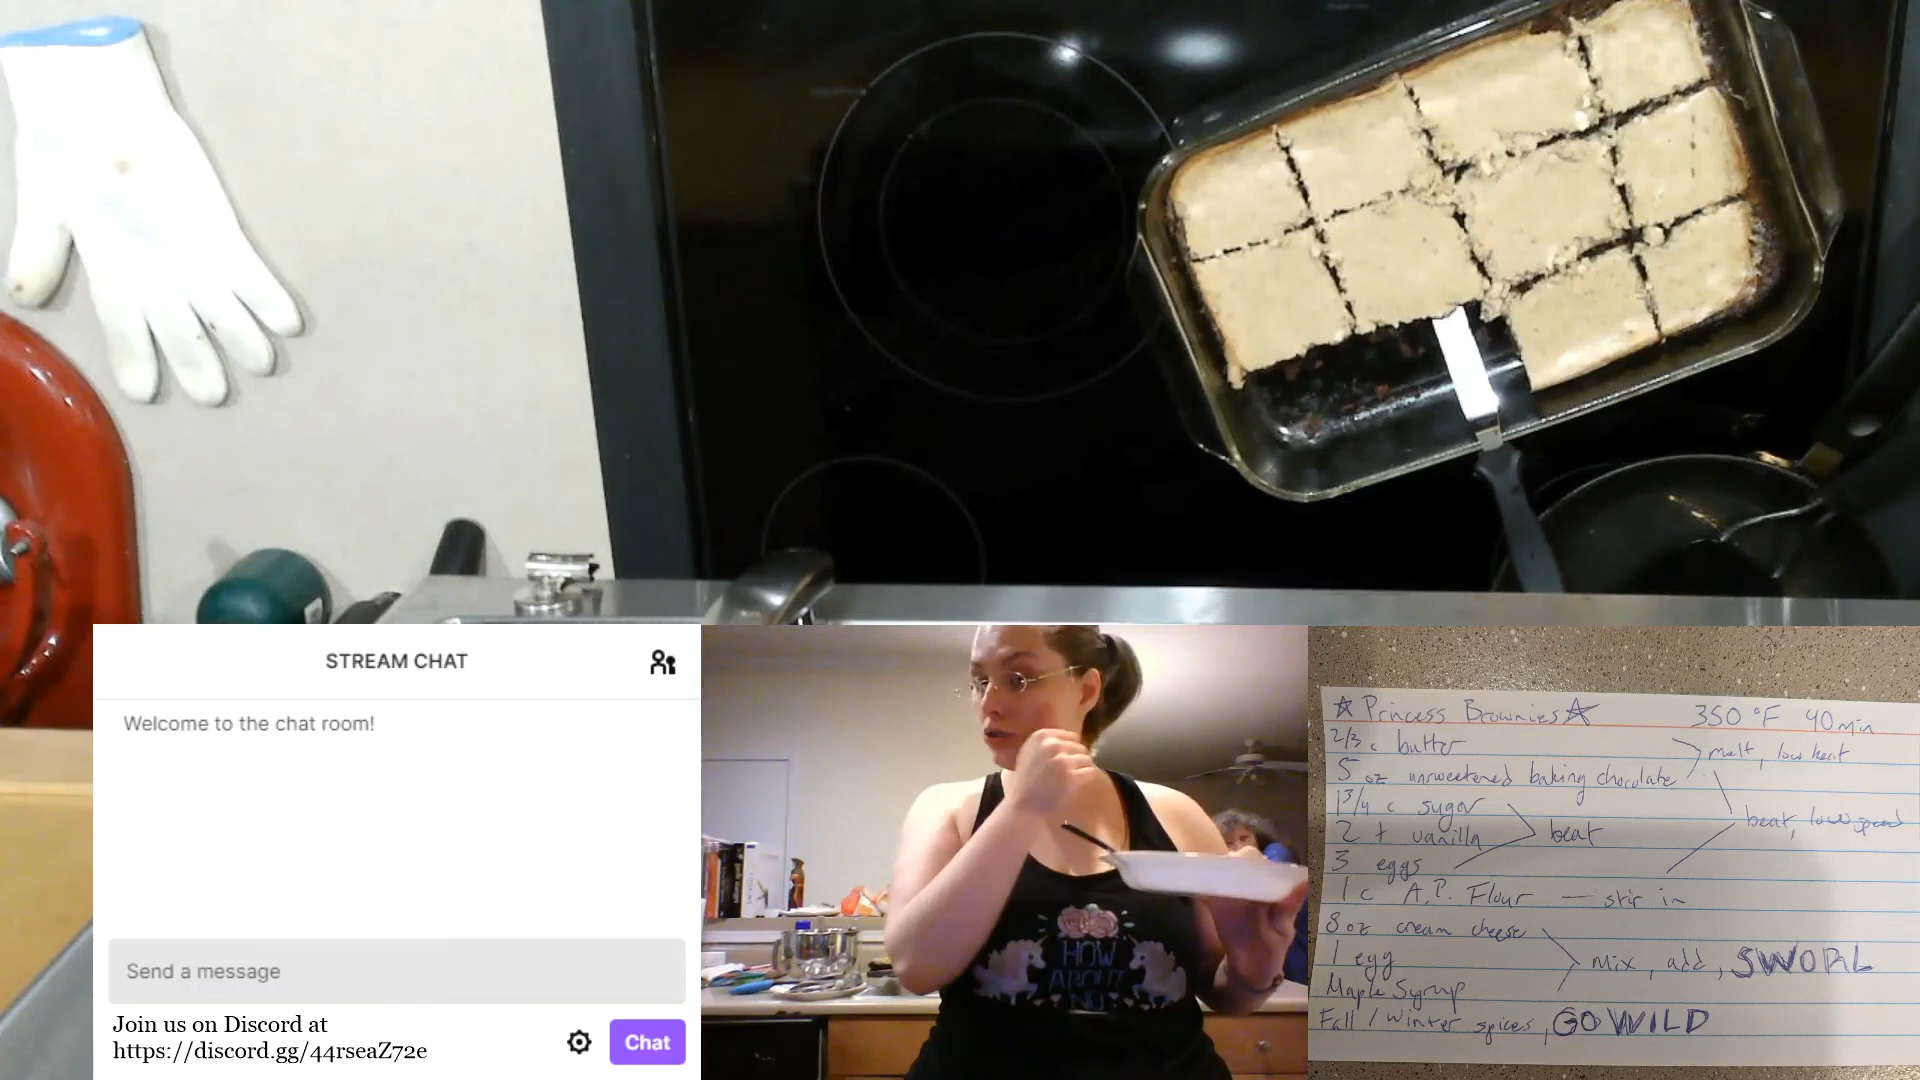 STREAM CHAT
Welcome to the chat room!
Send a message
Join us on Discord at
https://discord.gg/44rseaZ72e
Chat
HOW
ABOUT
NO
☆ Princess Brownies ☆ 350 °F 40 min
2/3 c butter
melt, low heat
5 oz unsweetened baking chocolate
1 3/4 c sugar
beat, low speed
2 t vanilla
beat
3 eggs
1 c A.P. Flour — stir in
8 oz cream cheese
1 egg
mix, add, SWORL
Maple Syrup
Fall / Winter spices, GO WILD